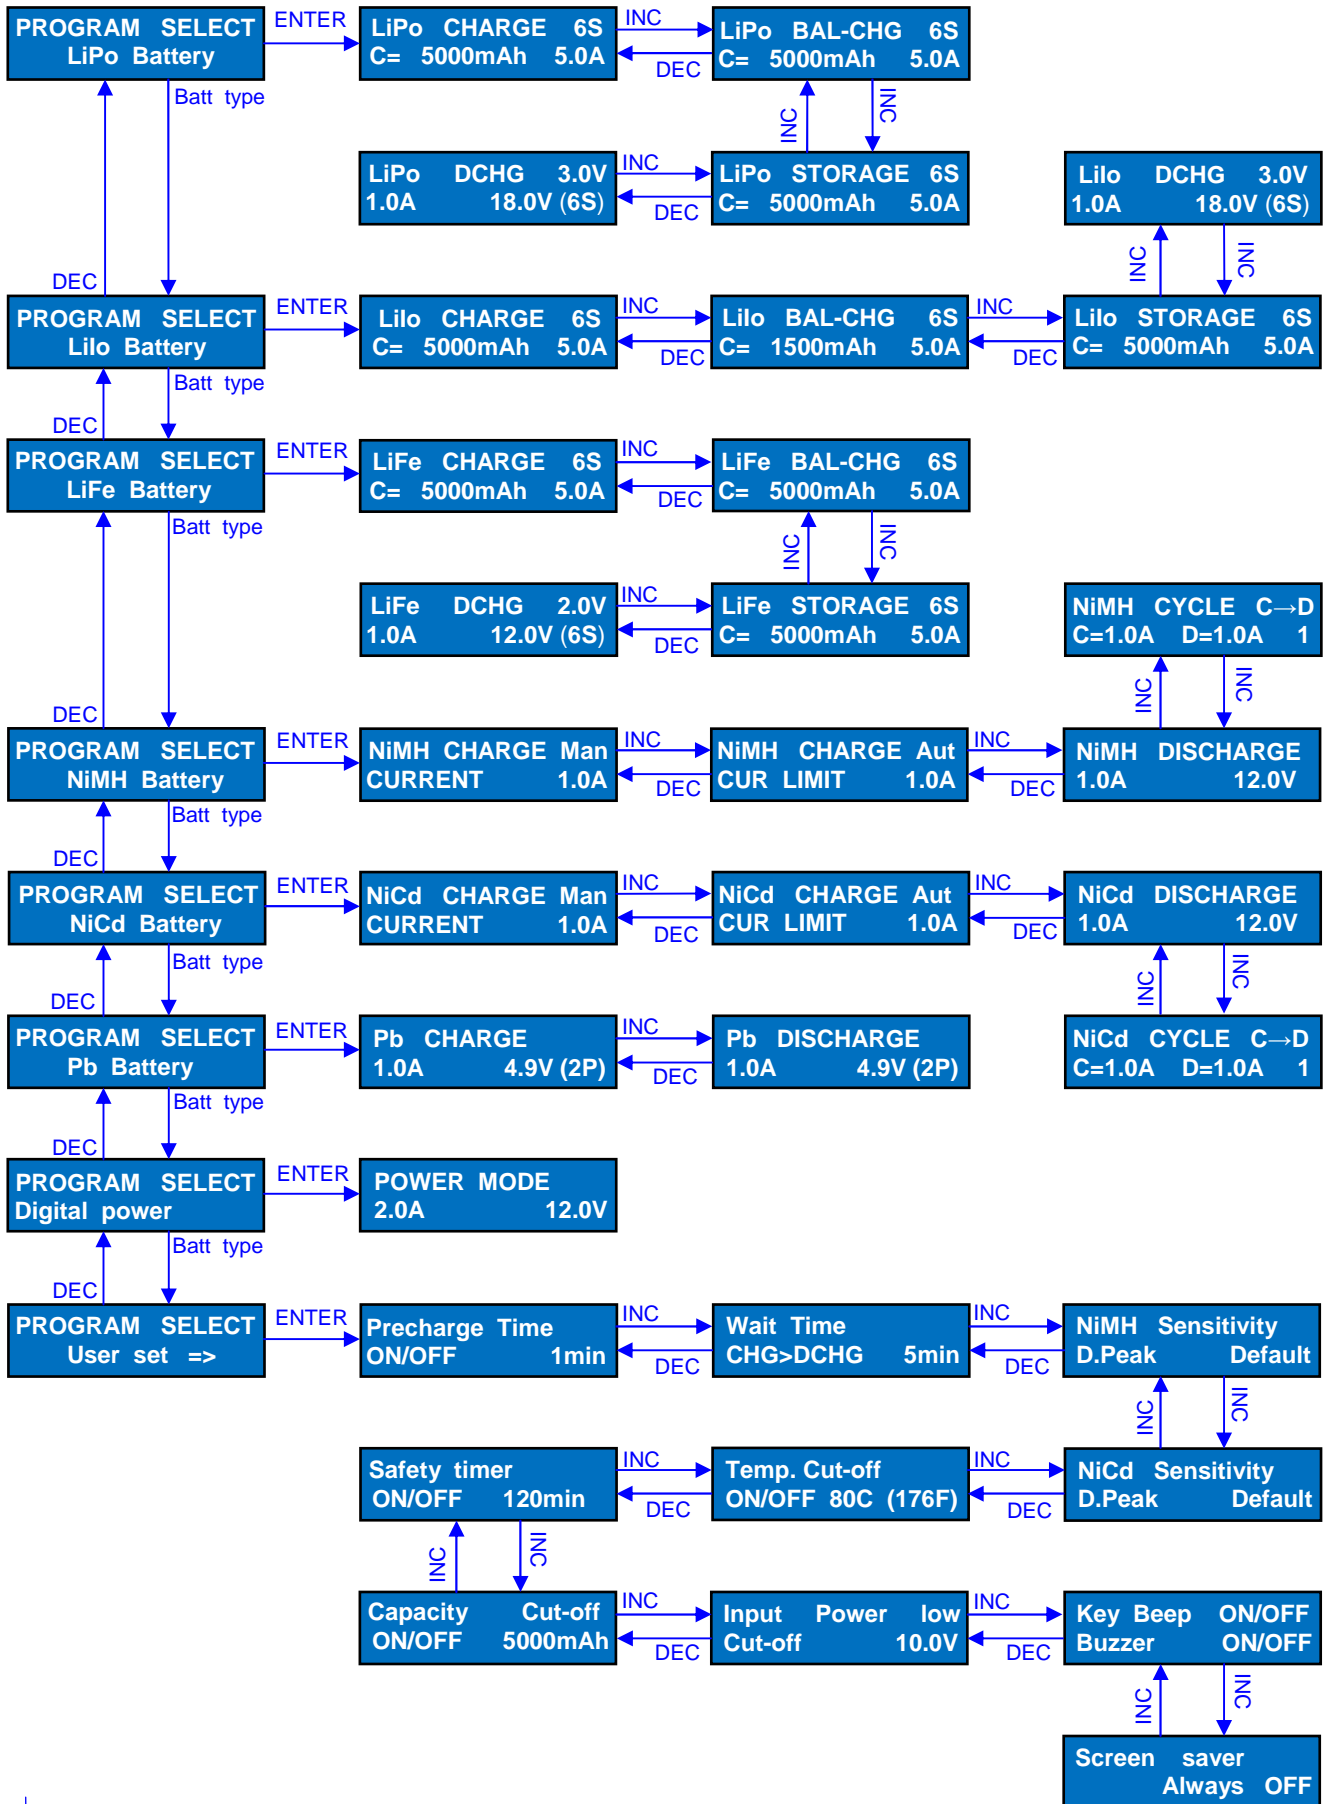 PROGRAM SELECT
LiPo Battery
ENTER
LiPo CHARGE 6S
C= 5000mAh 5.0A
INC
DEC
LiPo BAL-CHG 6S
C= 5000mAh 5.0A
Batt type
INC
INC
LiPo DCHG 3.0V
1.0A 18.0V (6S)
INC
DEC
LiPo STORAGE 6S
C= 5000mAh 5.0A
LiIo DCHG 3.0V
1.0A 18.0V (6S)
DEC
INC
INC
PROGRAM SELECT
LiIo Battery
ENTER
LiIo CHARGE 6S
C= 5000mAh 5.0A
INC
DEC
LiIo BAL-CHG 6S
C= 1500mAh 5.0A
INC
DEC
LiIo STORAGE 6S
C= 5000mAh 5.0A
Batt type
DEC
PROGRAM SELECT
LiFe Battery
ENTER
LiFe CHARGE 6S
C= 5000mAh 5.0A
INC
DEC
LiFe BAL-CHG 6S
C= 5000mAh 5.0A
Batt type
INC
INC
LiFe DCHG 2.0V
1.0A 12.0V (6S)
INC
DEC
LiFe STORAGE 6S
C= 5000mAh 5.0A
NiMH CYCLE C→D
C=1.0A D=1.0A 1
DEC
INC
INC
PROGRAM SELECT
NiMH Battery
ENTER
NiMH CHARGE Man
CURRENT 1.0A
INC
DEC
NiMH CHARGE Aut
CUR LIMIT 1.0A
INC
DEC
NiMH DISCHARGE
1.0A 12.0V
Batt type
DEC
PROGRAM SELECT
NiCd Battery
ENTER
NiCd CHARGE Man
CURRENT 1.0A
INC
DEC
NiCd CHARGE Aut
CUR LIMIT 1.0A
INC
DEC
NiCd DISCHARGE
1.0A 12.0V
Batt type
DEC
INC
INC
PROGRAM SELECT
Pb Battery
ENTER
Pb CHARGE
1.0A 4.9V (2P)
INC
DEC
Pb DISCHARGE
1.0A 4.9V (2P)
NiCd CYCLE C→D
C=1.0A D=1.0A 1
Batt type
DEC
PROGRAM SELECT
Digital power
ENTER
POWER MODE
2.0A 12.0V
Batt type
DEC
PROGRAM SELECT
User set =>
ENTER
Precharge Time
ON/OFF 1min
INC
DEC
Wait Time
CHG>DCHG 5min
INC
DEC
NiMH Sensitivity
D.Peak Default
INC
INC
Safety timer
ON/OFF 120min
INC
DEC
Temp. Cut-off
ON/OFF 80C (176F)
INC
DEC
NiCd Sensitivity
D.Peak Default
INC
INC
Capacity Cut-off
ON/OFF 5000mAh
INC
DEC
Input Power low
Cut-off 10.0V
INC
DEC
Key Beep ON/OFF
Buzzer ON/OFF
INC
INC
Screen saver
Always OFF